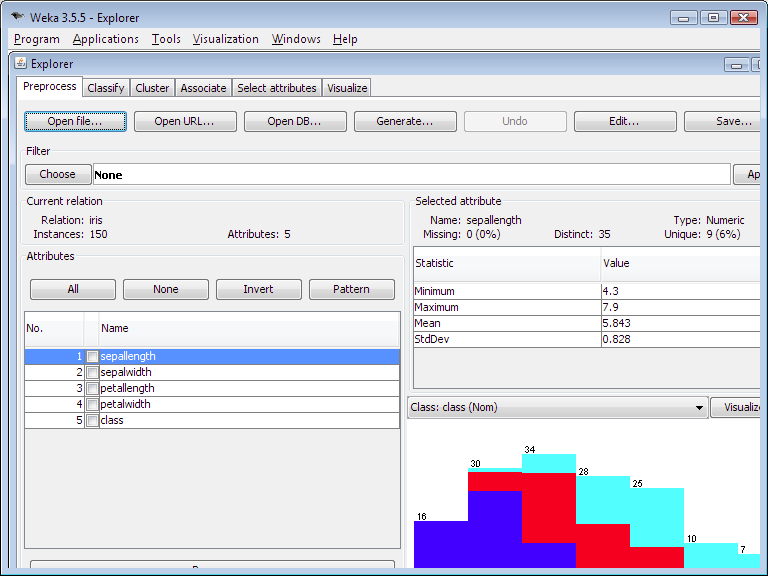 Weka 3.5.5 - Explorer
Program Applications Tools Visualization Windows Help
Explorer
Preprocess Classify Cluster Associate Select attributes Visualize
Open file... Open URL... Open DB... Generate... Undo Edit... Save...
Filter
Choose None
Current relation
Relation: iris
Instances: 150 Attributes: 5
Selected attribute
Name: sepallength Type: Numeric
Missing: 0 (0%) Distinct: 35 Unique: 9 (6%)
Attributes
All None Invert Pattern
No. Name
1 sepallength
2 sepalwidth
3 petallength
4 petalwidth
5 class
Statistic Value
Minimum 4.3
Maximum 7.9
Mean 5.843
StdDev 0.828
Class: class (Nom)
16 30 34 28 25 10 7